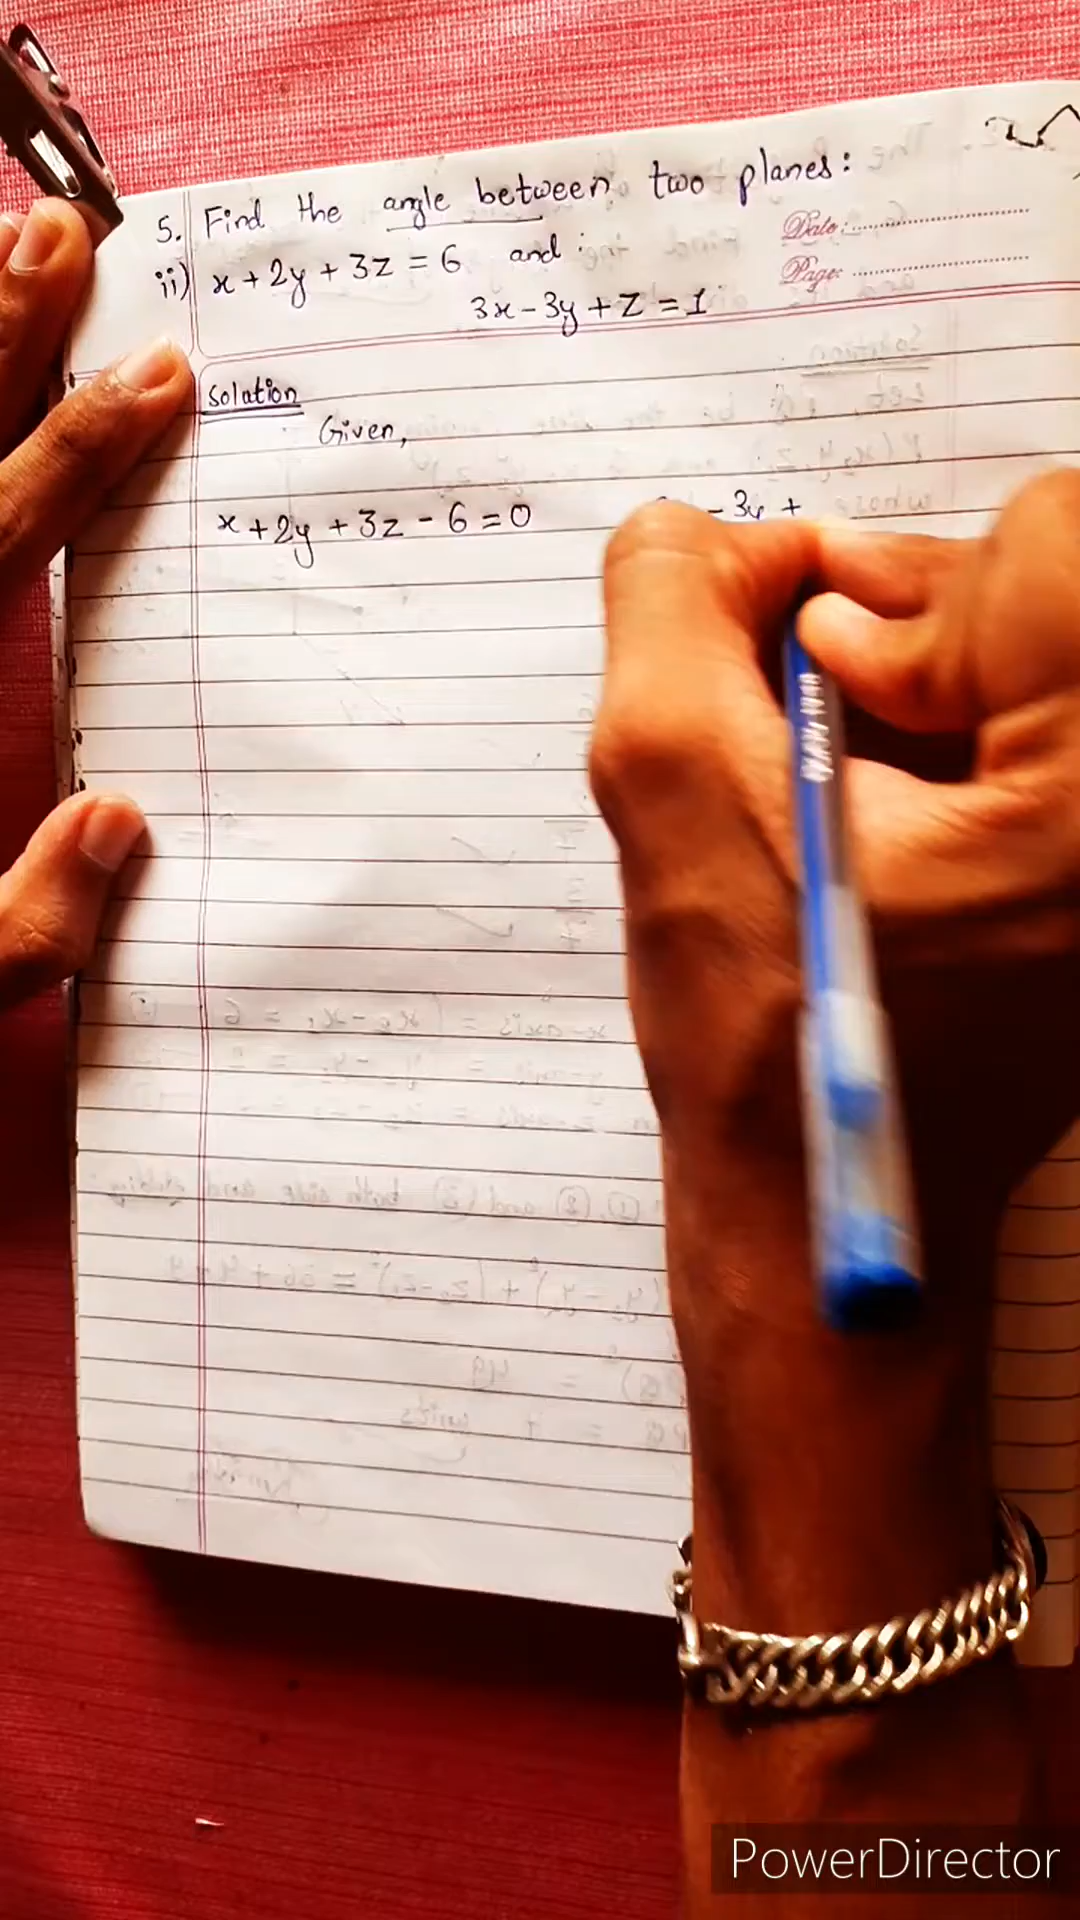 5. Find the angle between two planes:
ii) x + 2y + 3z = 6 and
3x - 3y + z = 1
Date:
Page:
Solution
Given,
x + 2y + 3z - 6 = 0
- 3y +
PowerDirector